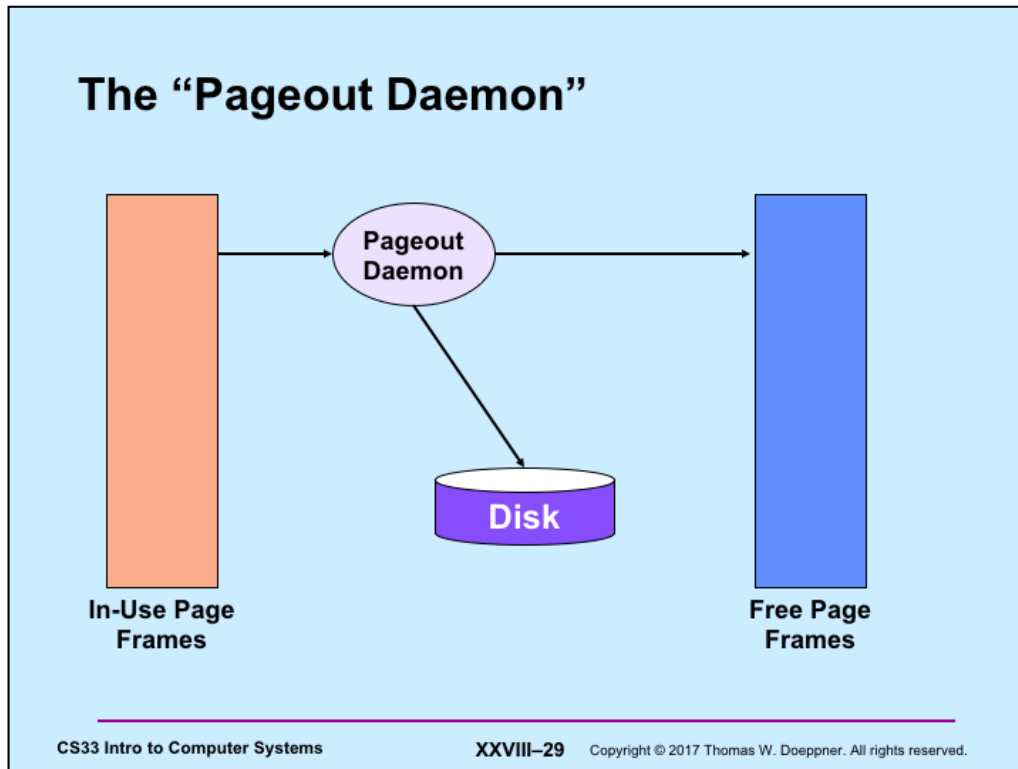 The “Pageout Daemon”
Pageout
Daemon
Disk
In-Use Page
Frames
Free Page
Frames
CS33 Intro to Computer Systems
XXVIII–29
Copyright © 2017 Thomas W. Doeppner. All rights reserved.